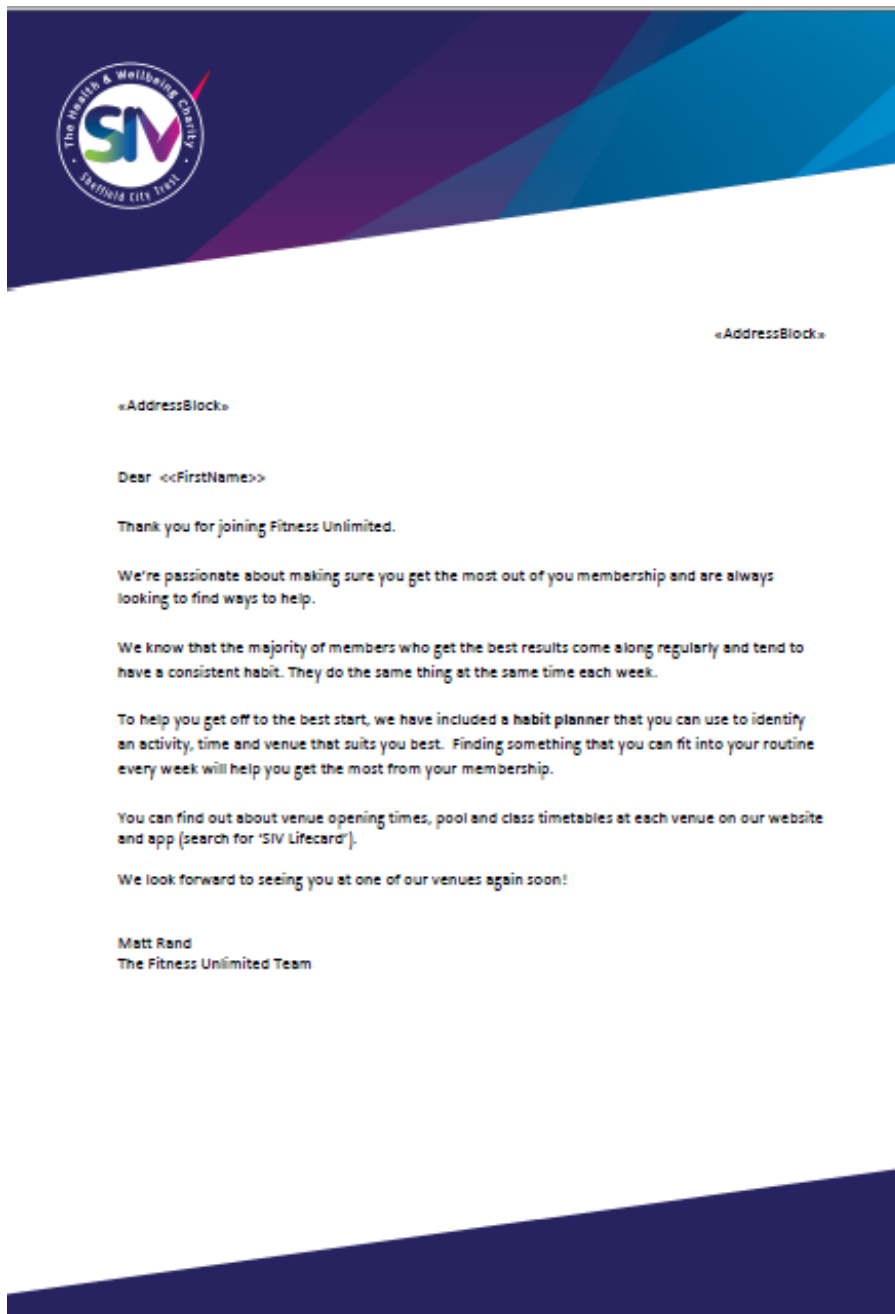 The Health & Wellbeing Charity
SIV
Sheffield City Trust
«AddressBlock»
«AddressBlock»
Dear <<FirstName>>
Thank you for joining Fitness Unlimited.
We're passionate about making sure you get the most out of you membership and are always
looking to find ways to help.
We know that the majority of members who get the best results come along regularly and tend to
have a consistent habit. They do the same thing at the same time each week.
To help you get off to the best start, we have included a habit planner that you can use to identify
an activity, time and venue that suits you best.  Finding something that you can fit into your routine
every week will help you get the most from your membership.
You can find out about venue opening times, pool and class timetables at each venue on our website
and app (search for 'SIV Lifecard').
We look forward to seeing you at one of our venues again soon!
Matt Rand
The Fitness Unlimited Team